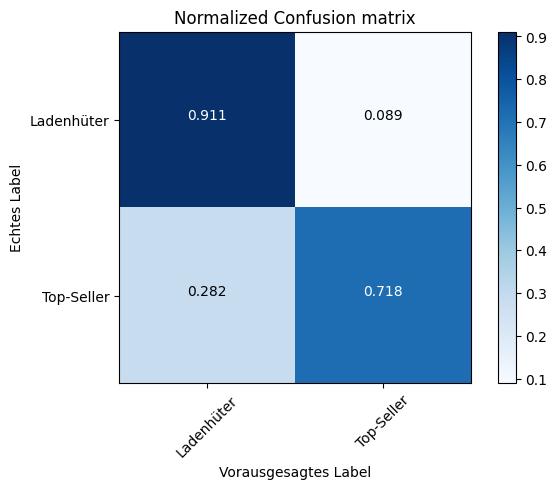 Normalized Confusion matrix
Echtes Label
Ladenhüter
Top-Seller
0.911
0.089
0.282
0.718
Ladenhüter
Top-Seller
Vorausgesagtes Label
0.9
0.8
0.7
0.6
0.5
0.4
0.3
0.2
0.1